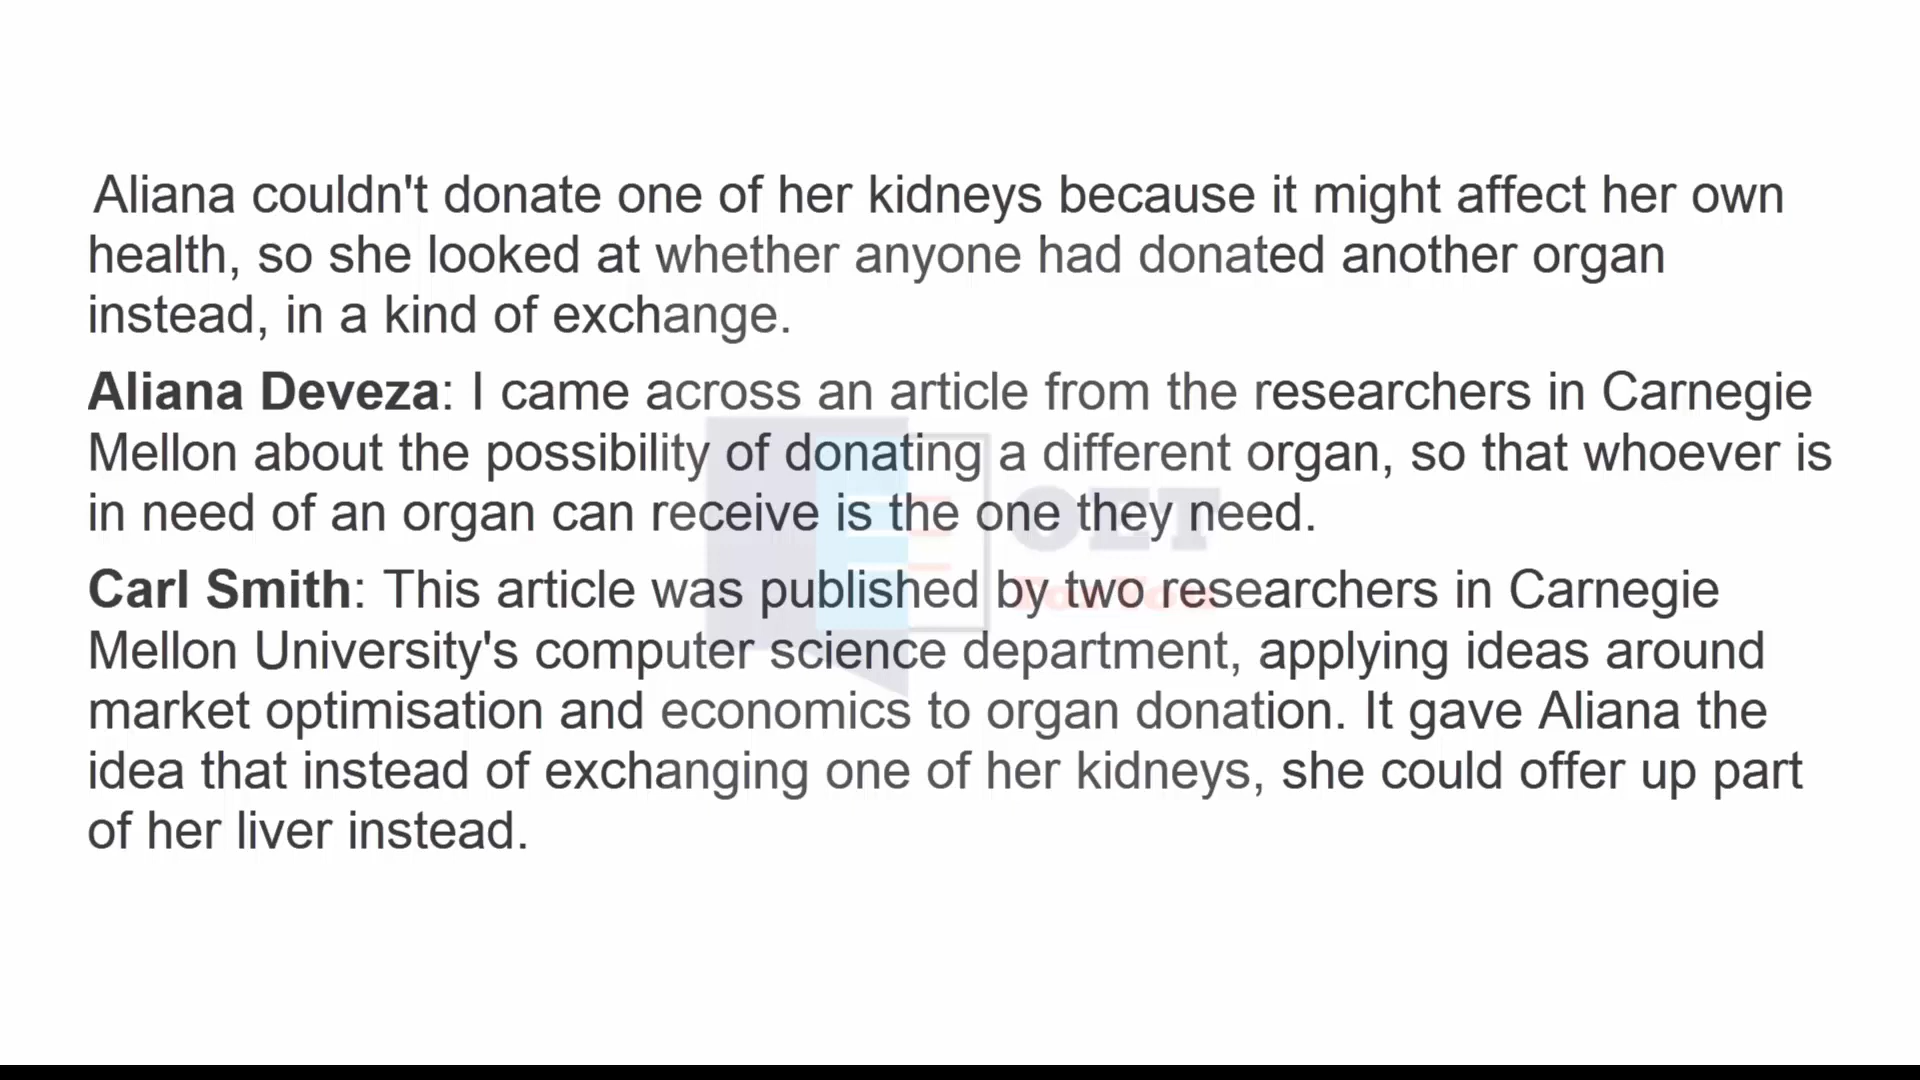 Aliana couldn't donate one of her kidneys because it might affect her own
health, so she looked at whether anyone had donated another organ
instead, in a kind of exchange.
Aliana Deveza: I came across an article from the researchers in Carnegie
Mellon about the possibility of donating a different organ, so that whoever is
in need of an organ can receive is the one they need.
OET
Carl Smith: This article was published by two researchers in Carnegie
Mellon University's computer science department, applying ideas around
market optimisation and economics to organ donation. It gave Aliana the
idea that instead of exchanging one of her kidneys, she could offer up part
of her liver instead.